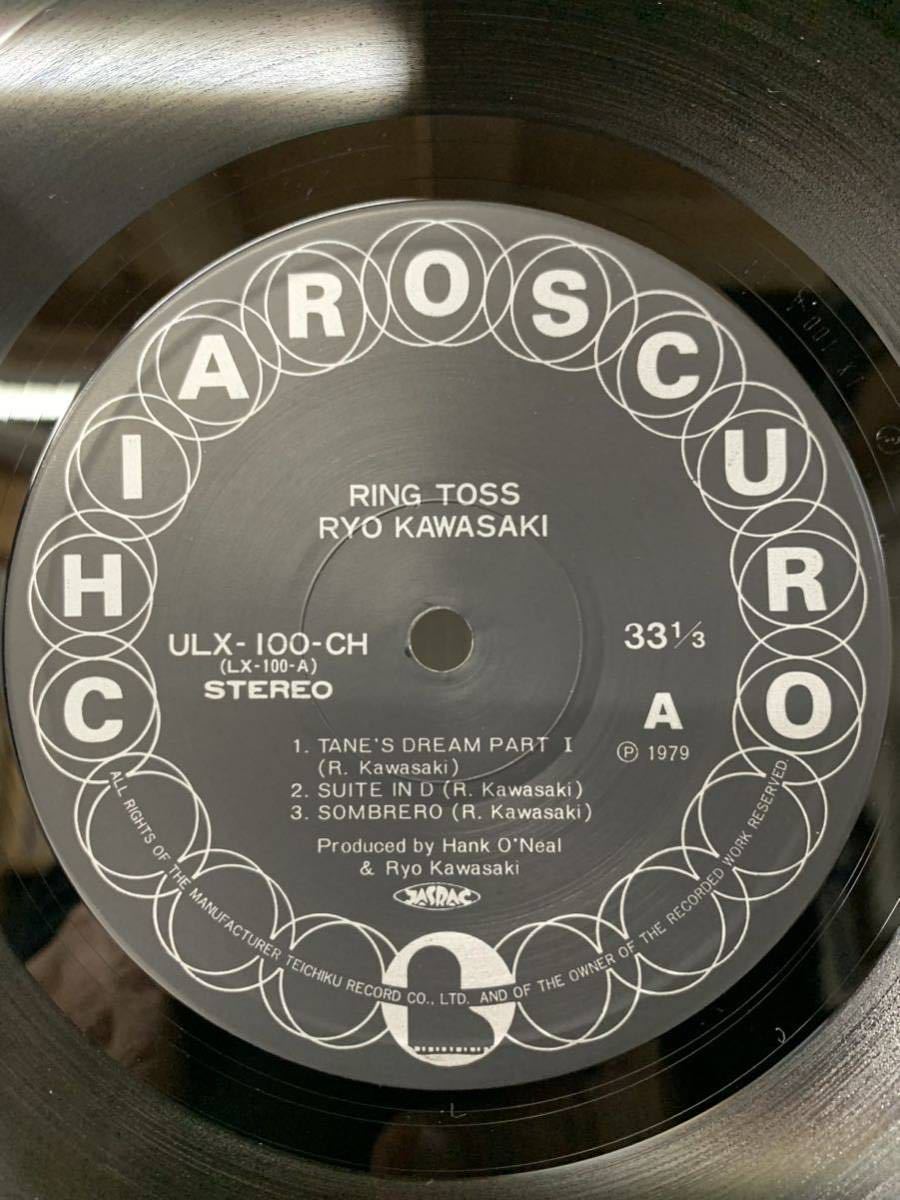 CHIAROSCURO
RING TOSS
RYO KAWASAKI
ULX-100-CH
(LX-100-A)
STEREO
33 1/3
A
Ⓟ 1979
1. TANE'S DREAM PART I
(R. Kawasaki)
2. SUITE IN D (R. Kawasaki)
3. SOMBRERO (R. Kawasaki)
Produced by Hank O'Neal
& Ryo Kawasaki
JASRAC
ALL RIGHTS OF THE MANUFACTURER TEICHIKU RECORD CO., LTD. AND OF THE OWNER OF THE RECORDED WORK RESERVED.